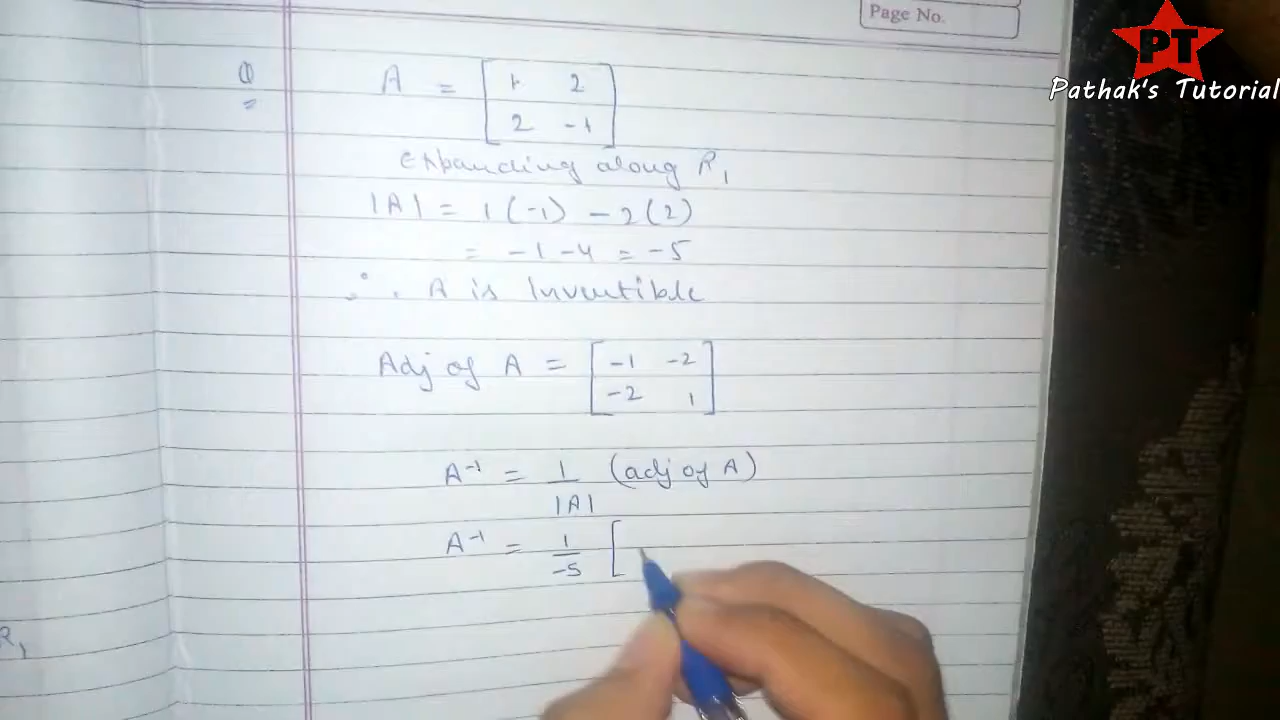 Page No.
PT
Pathak's Tutorial
Q
A = [ 1 2
2 -1 ]
Expanding along R₁
|A| = 1(-1) - 2(2)
= -1 - 4 = -5
∴ A is Invertible
Adj of A = [ -1 -2
-2 1 ]
A⁻¹ = 1/|A| (adj of A)
A⁻¹ = 1/-5 [
R₁